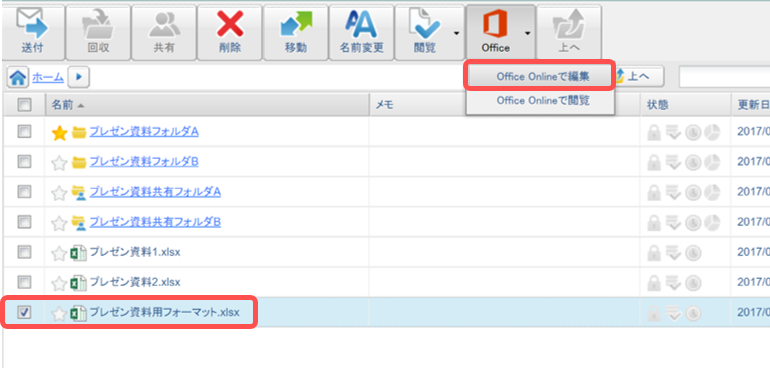 送付 回収 共有 削除 移動 名前変更 閲覧 Office 上へ
ホーム Office Onlineで編集 上へ
名前 メモ Office Onlineで閲覧 状態 更新日
プレゼン資料フォルダA 2017/0
プレゼン資料フォルダB 2017/0
プレゼン資料共有フォルダA 2017/0
プレゼン資料共有フォルダB 2017/0
プレゼン資料1.xlsx 2017/0
プレゼン資料2.xlsx 2017/0
プレゼン資料用フォーマット.xlsx 2017/0